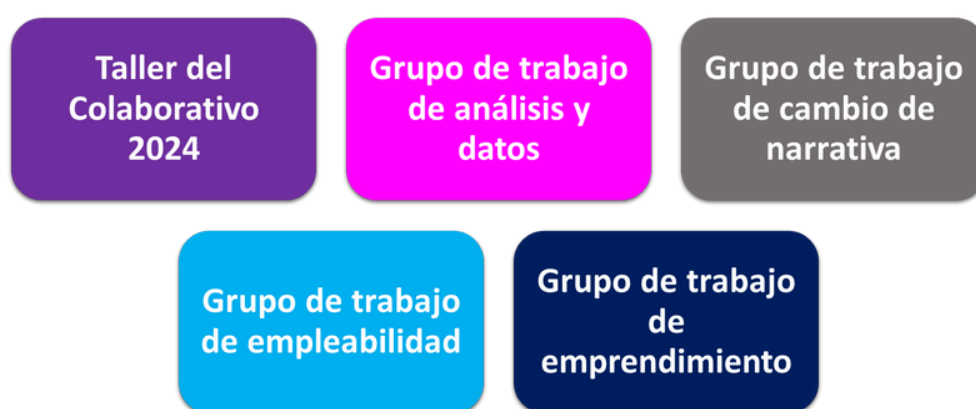 Taller del
Colaborativo
2024
Grupo de trabajo
de análisis y
datos
Grupo de trabajo
de cambio de
narrativa
Grupo de trabajo
de empleabilidad
Grupo de trabajo
de
emprendimiento